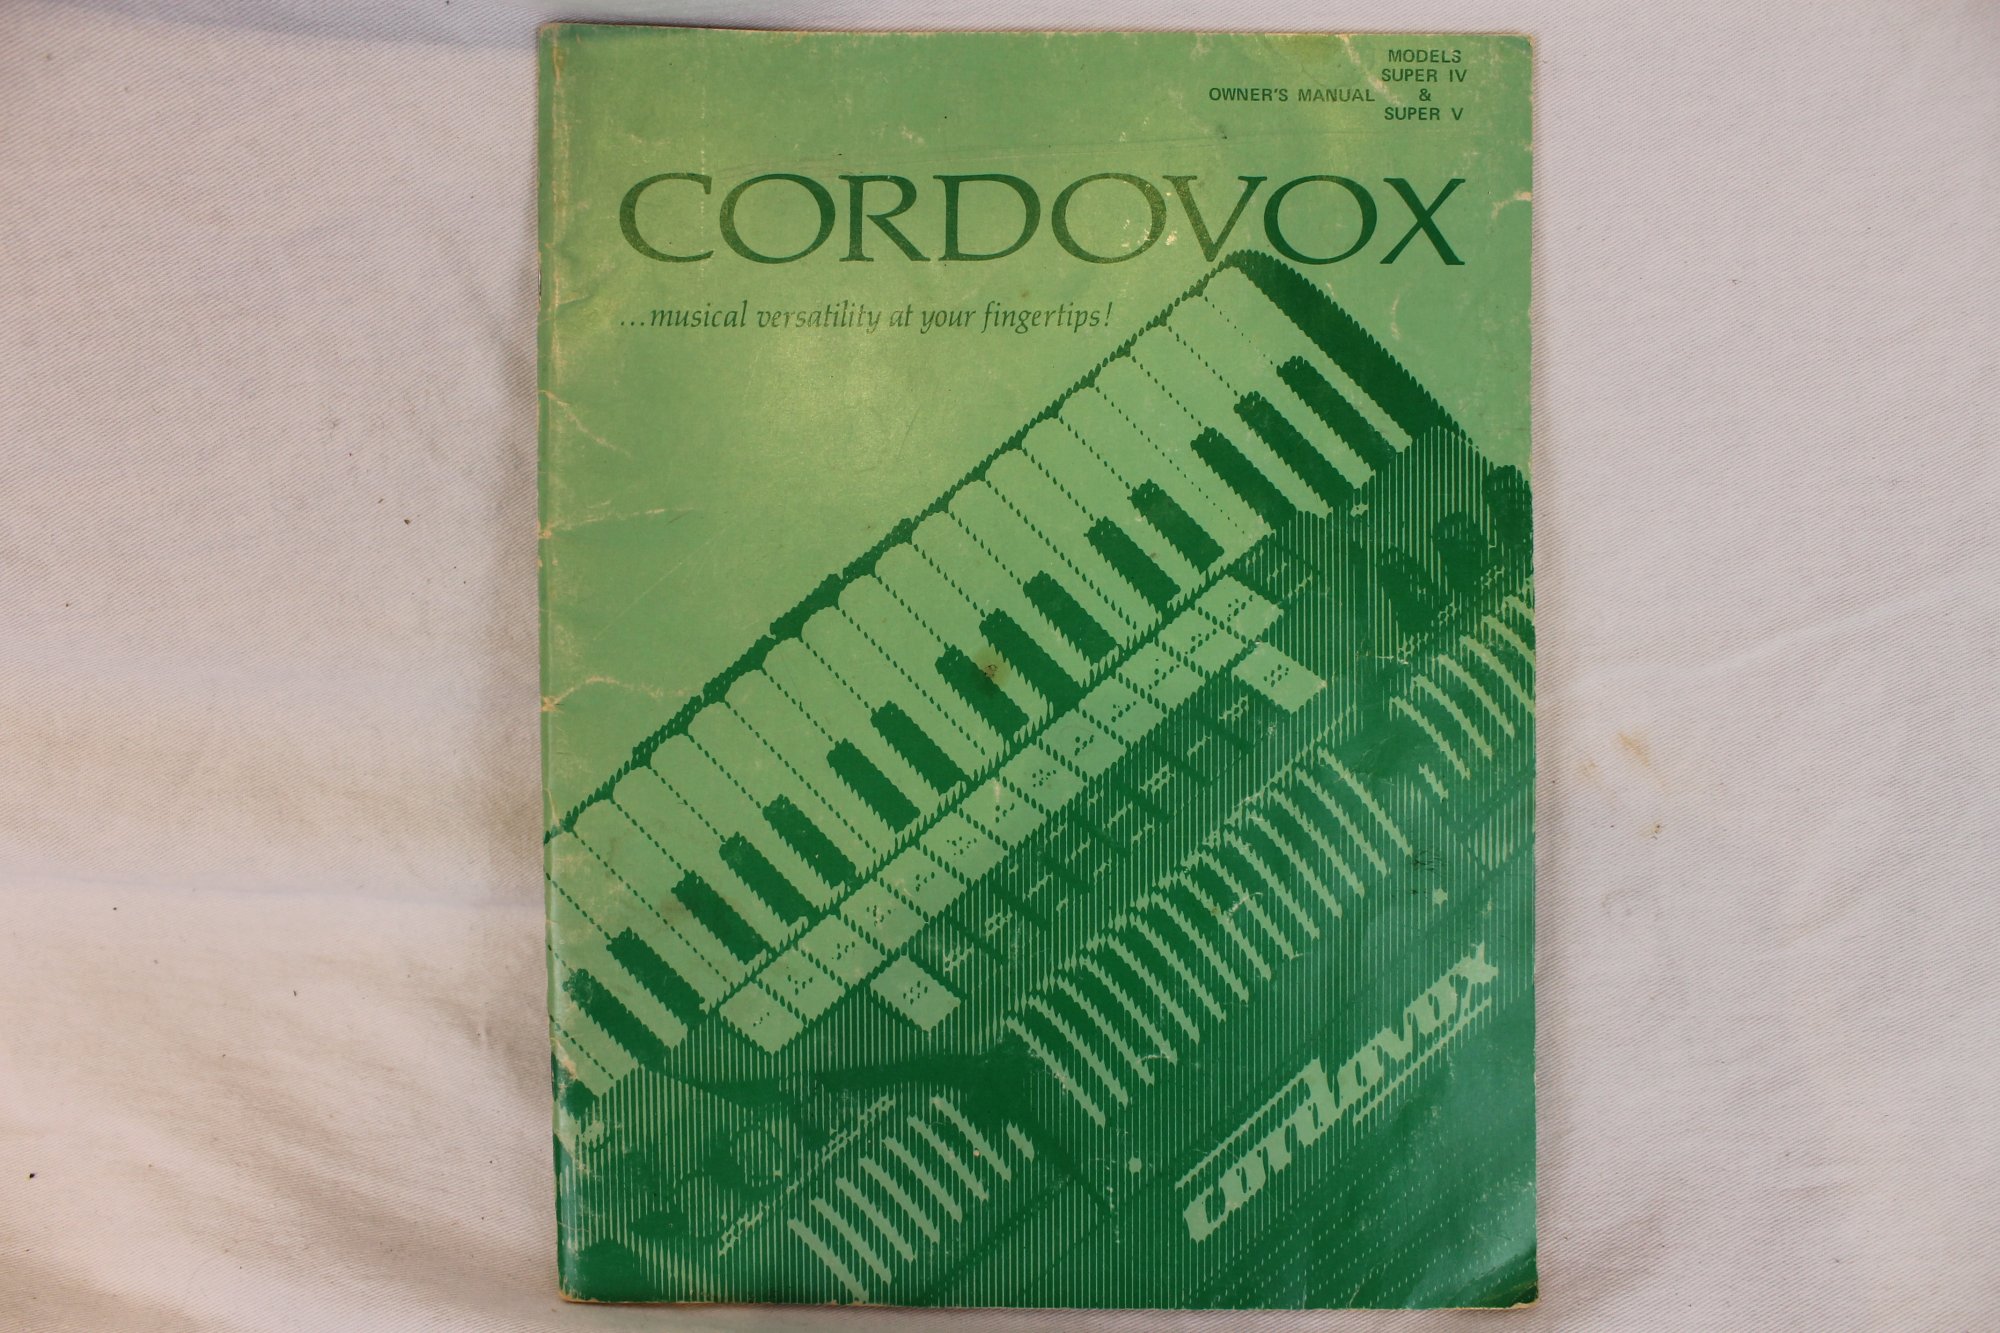 MODELS
SUPER IV
OWNER'S MANUAL &
SUPER V
CORDOVOX
...musical versatility at your fingertips!
cordovox